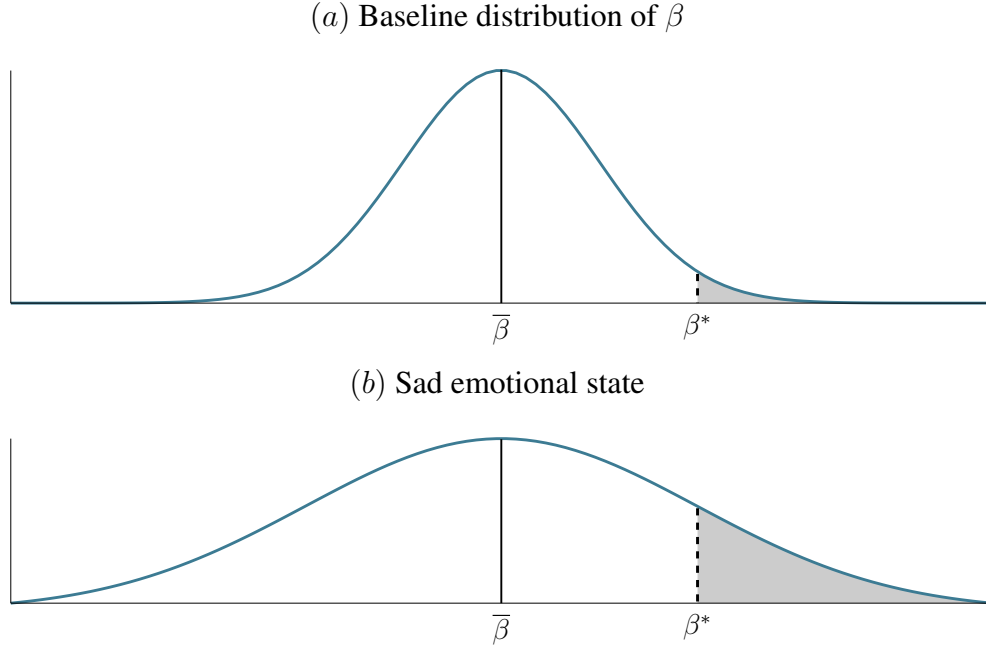 (a) Baseline distribution of β
β̅
β*
(b) Sad emotional state
β̅
β*